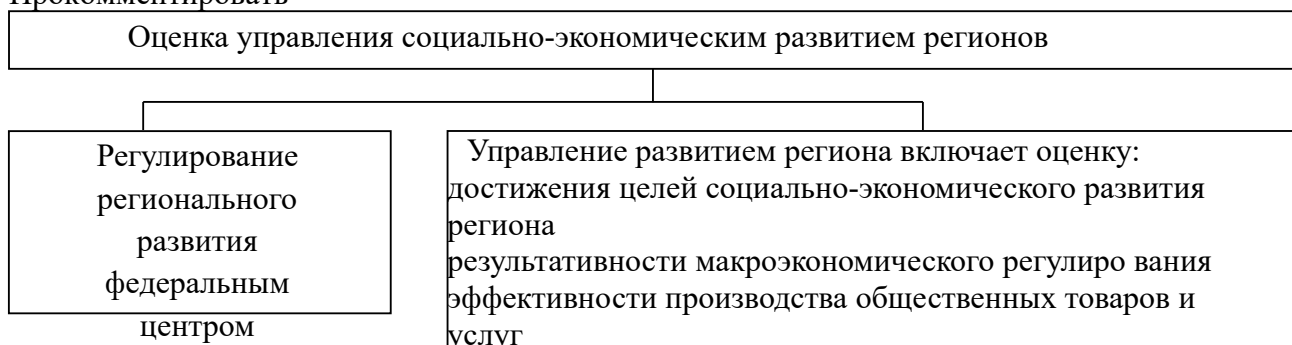 Прокомментировать
Оценка управления социально-экономическим развитием регионов
Регулирование
регионального
развития
федеральным
центром
Управление развитием региона включает оценку:
достижения целей социально-экономического развития
региона
результативности макроэкономического регулиро вания
эффективности производства общественных товаров и
услуг